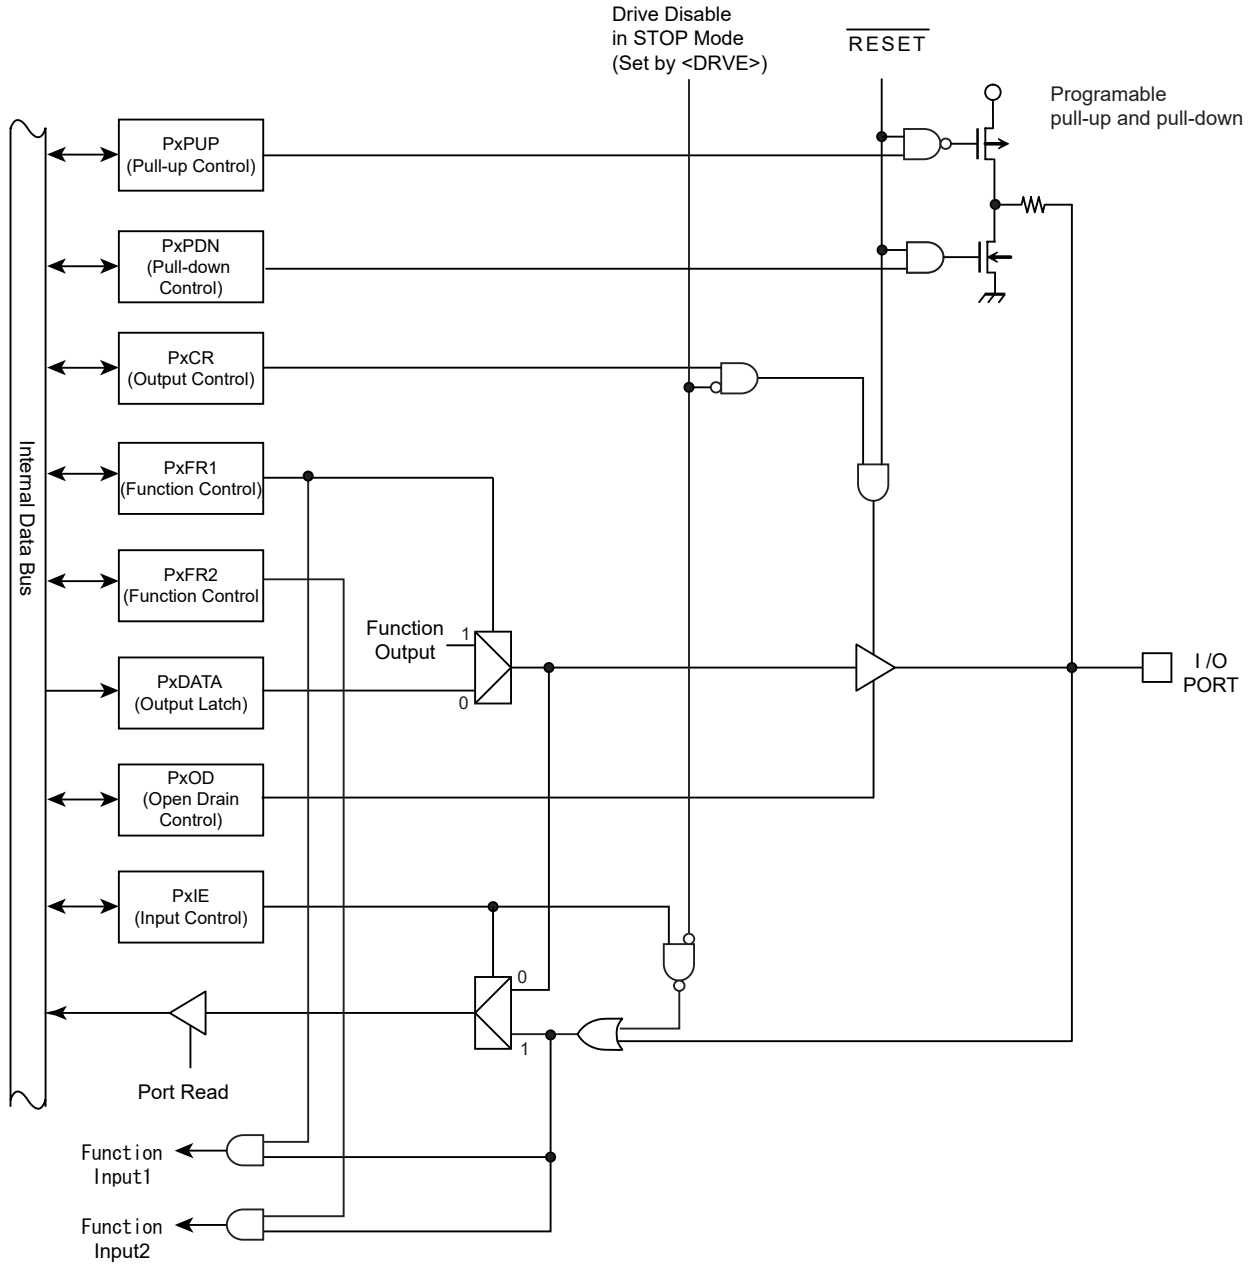 Drive Disable
in STOP Mode
(Set by <DRVE>)
RESET
Programable
pull-up and pull-down
PxPUP
(Pull-up Control)
PxPDN
(Pull-down
Control)
PxCR
(Output Control)
PxFR1
(Function Control)
Internal Data Bus
PxFR2
(Function Control
Function
Output
1
0
PxDATA
(Output Latch)
I /O
PORT
PxOD
(Open Drain
Control)
PxIE
(Input Control)
0
1
Port Read
Function
Input1
Function
Input2